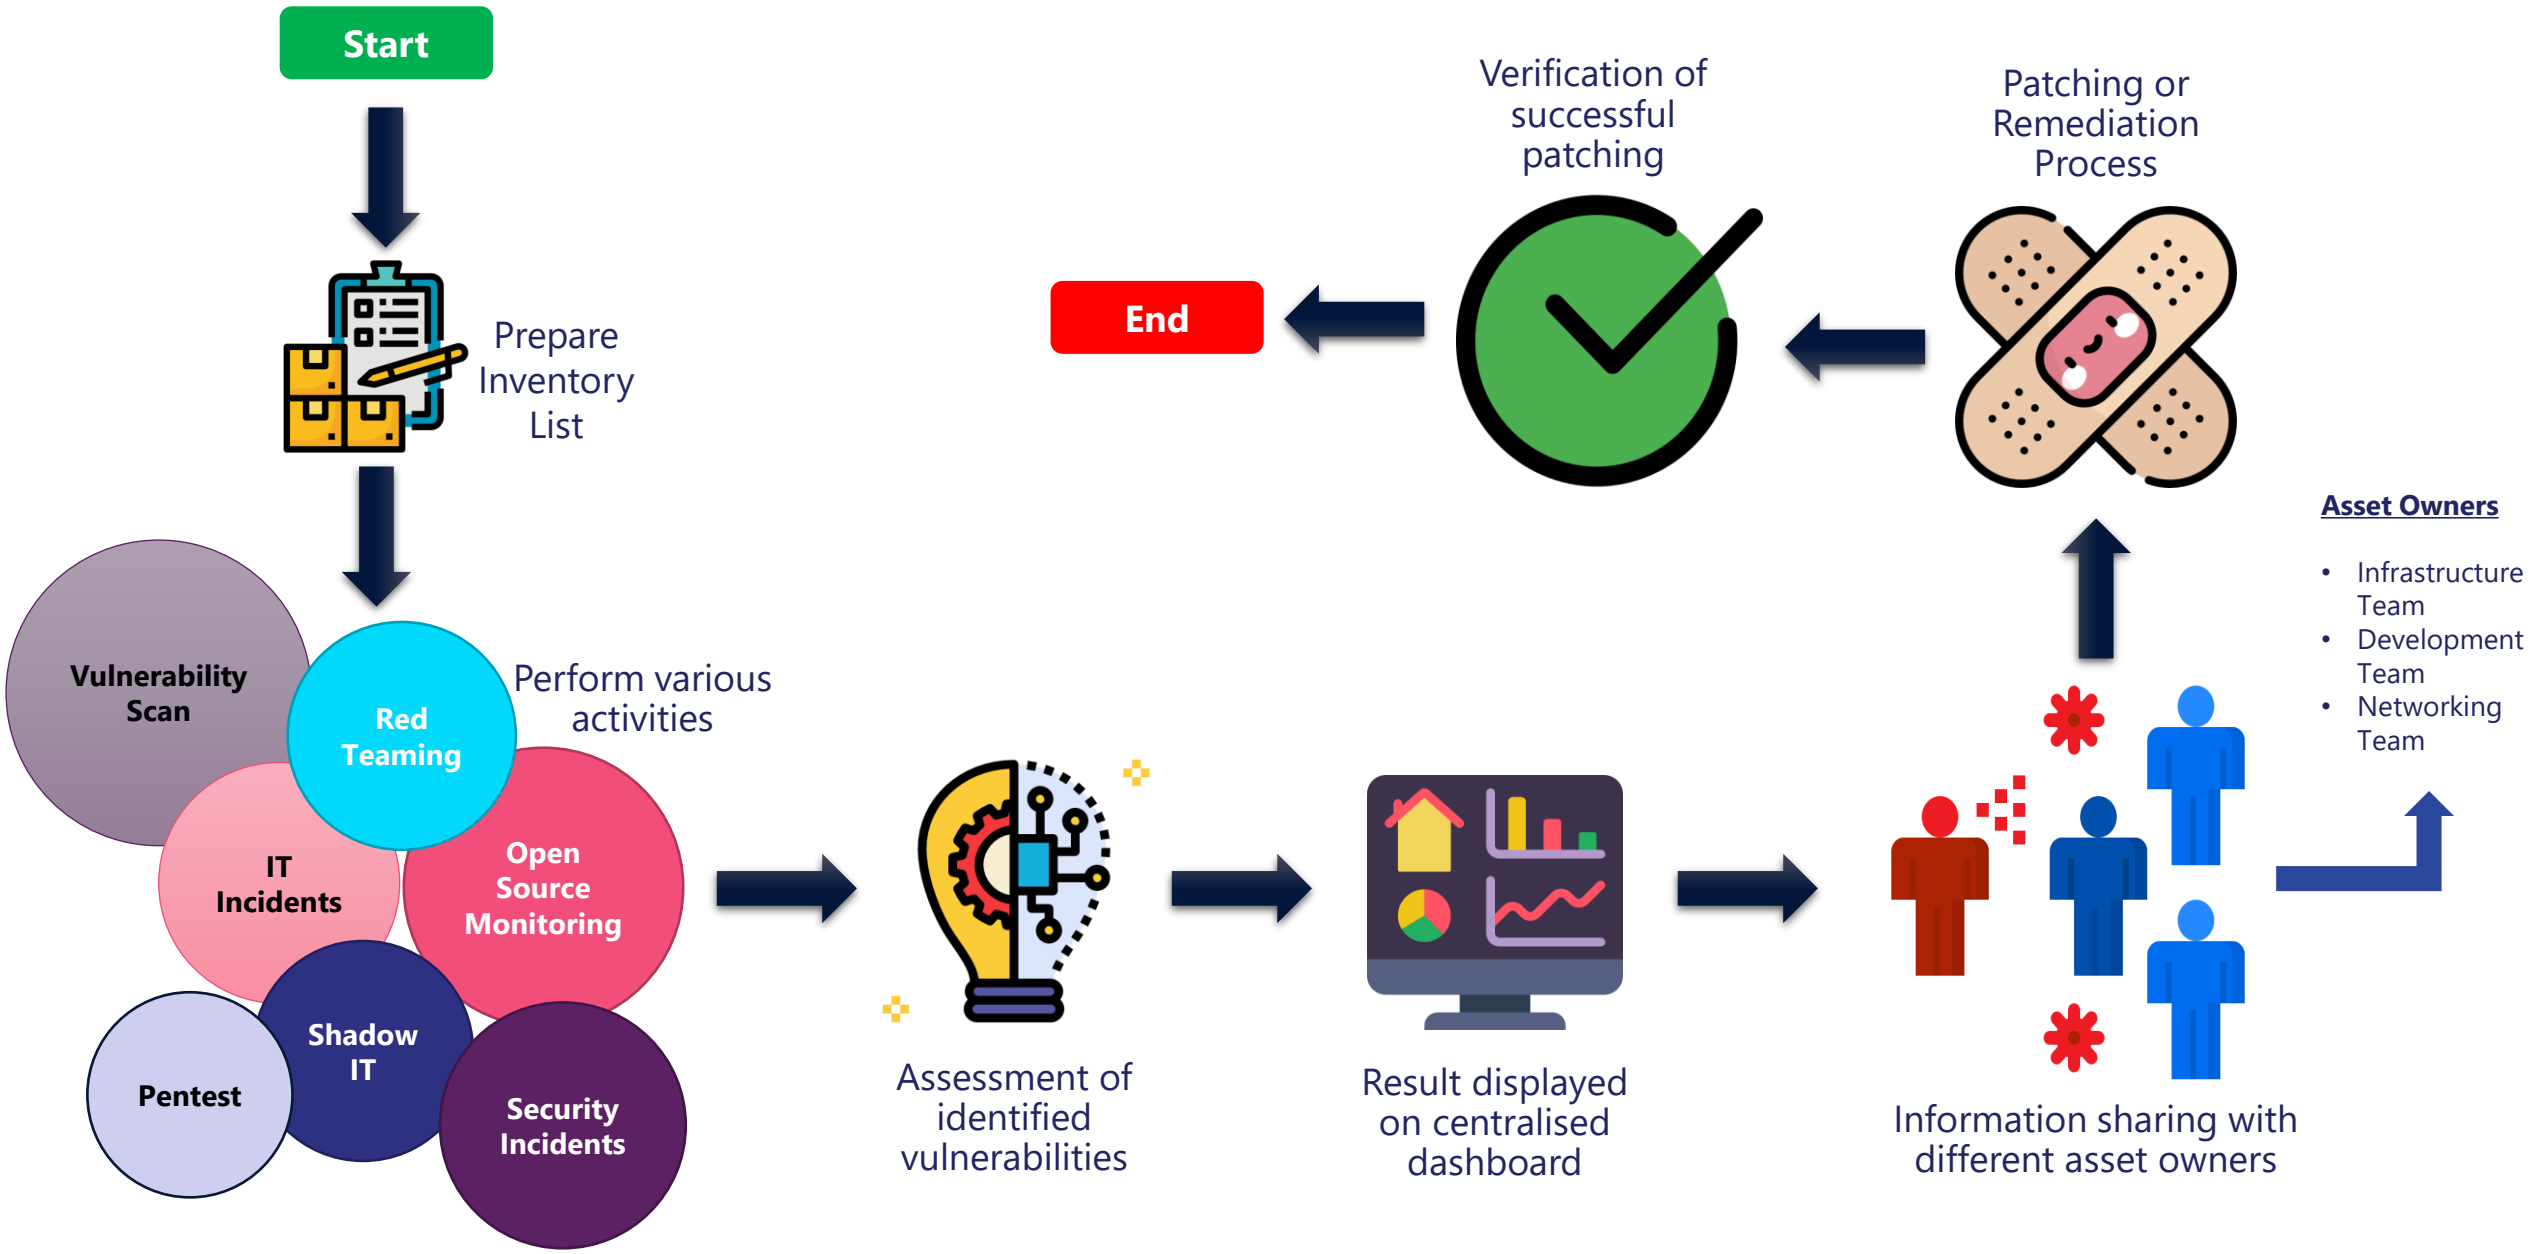 Start
Prepare
Inventory
List
Perform various
activities
Vulnerability
Scan
Red
Teaming
IT
Incidents
Open
Source
Monitoring
Shadow
IT
Pentest
Security
Incidents
Assessment of
identified
vulnerabilities
Result displayed
on centralised
dashboard
Information sharing with
different asset owners
Asset Owners
• Infrastructure
Team
• Development
Team
• Networking
Team
Patching or
Remediation
Process
Verification of
successful
patching
End